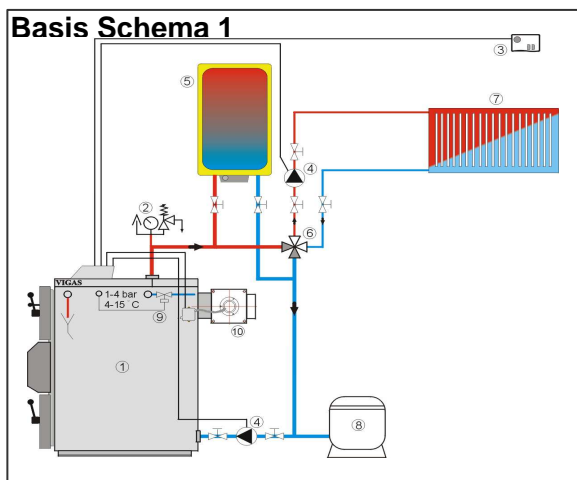 Basis Schema 1
③
⑤
⑦
④
②
⑥
VIGAS
1-4 bar
4-15°C
⑨
⑩
①
④
⑧